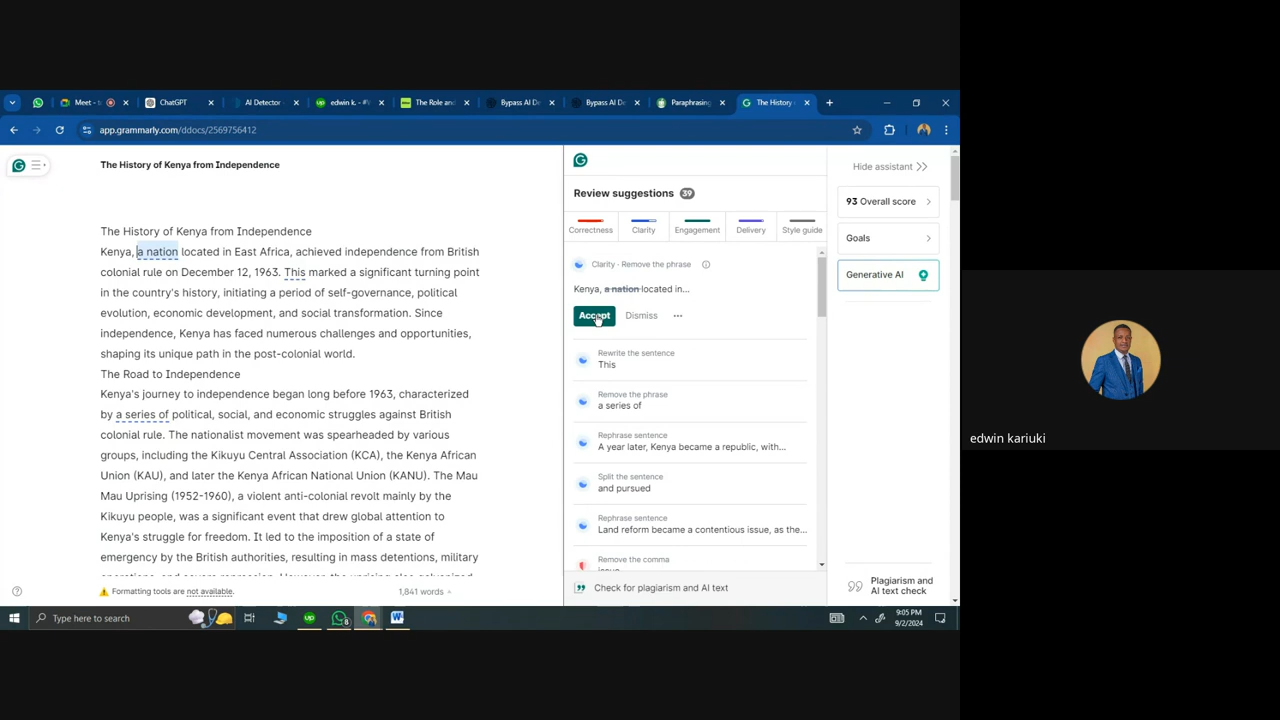 Meet - t
ChatGPT
AI Detector
edwin k. - #
The Role and
Bypass AI De
Bypass AI De
Paraphrasing
The History
app.grammarly.com/ddocs/2569756412
The History of Kenya from Independence
The History of Kenya from Independence
Kenya, a nation located in East Africa, achieved independence from British
colonial rule on December 12, 1963. This marked a significant turning point
in the country's history, initiating a period of self-governance, political
evolution, economic development, and social transformation. Since
independence, Kenya has faced numerous challenges and opportunities,
shaping its unique path in the post-colonial world.
The Road to Independence
Kenya's journey to independence began long before 1963, characterized
by a series of political, social, and economic struggles against British
colonial rule. The nationalist movement was spearheaded by various
groups, including the Kikuyu Central Association (KCA), the Kenya African
Union (KAU), and later the Kenya African National Union (KANU). The Mau
Mau Uprising (1952-1960), a violent anti-colonial revolt mainly by the
Kikuyu people, was a significant event that drew global attention to
Kenya's struggle for freedom. It led to the imposition of a state of
emergency by the British authorities, resulting in mass detentions, military
Formatting tools are not available.
1,841 words
Review suggestions 39
Correctness
Clarity
Engagement
Delivery
Style guide
Clarity · Remove the phrase
Kenya, a nation located in...
Accept
Dismiss
Rewrite the sentence
This
Remove the phrase
a series of
Rephrase sentence
A year later, Kenya became a republic, with...
Split the sentence
and pursued
Rephrase sentence
Land reform became a contentious issue, as the...
Remove the comma
Check for plagiarism and AI text
Hide assistant
93 Overall score
Goals
Generative AI
Plagiarism and
AI text check
edwin kariuki
Type here to search
9:05 PM
9/2/2024